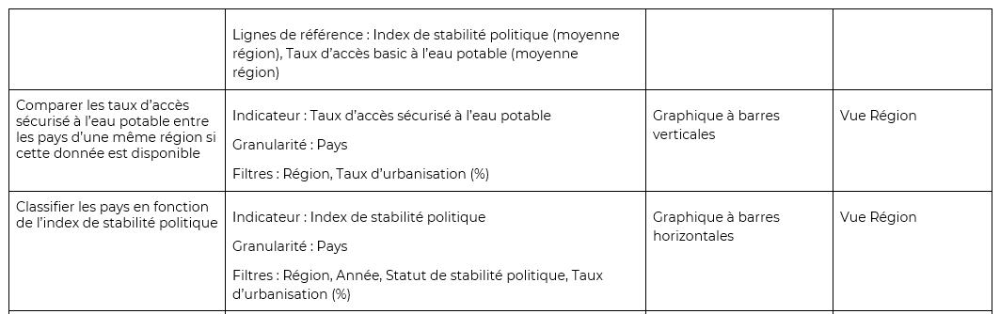 Lignes de référence : Index de stabilité politique (moyenne
région), Taux d'accès basic à l'eau potable (moyenne
région)
Comparer les taux d'accès
sécurisé à l'eau potable entre
les pays d'une même région si
cette donnée est disponible
Indicateur : Taux d'accès sécurisé à l'eau potable
Granularité : Pays
Filtres : Région, Taux d'urbanisation (%)
Graphique à barres
verticales
Vue Région
Classifier les pays en fonction
de l'index de stabilité politique
Indicateur : Index de stabilité politique
Granularité : Pays
Filtres : Région, Année, Statut de stabilité politique, Taux
d'urbanisation (%)
Graphique à barres
horizontales
Vue Région